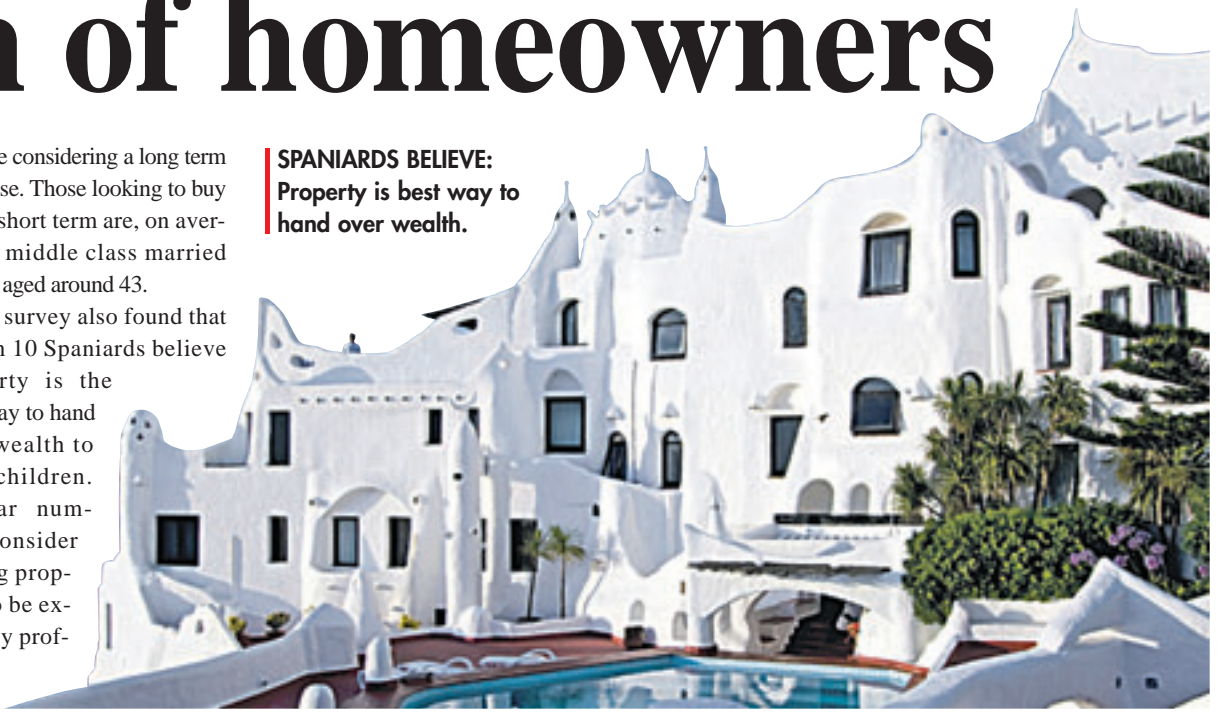 n of homeowners
e considering a long term
se. Those looking to buy
short term are, on aver-
middle class married
aged around 43.
survey also found that
n 10 Spaniards believe
rty is the
ay to hand
wealth to
children.
ar num-
onsider
g prop-
o be ex-
y prof-
SPANIARDS BELIEVE:
Property is best way to
hand over wealth.